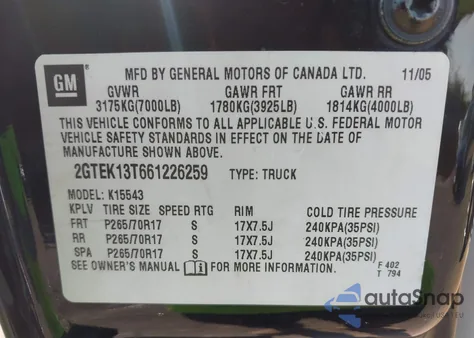 GM
MFD. BY GENERAL MOTORS OF CANADA LTD. 11/05
GVWR GAWR FRT GAWR RR
3175KG(7000LB) 1780KG(3925LB) 1814KG(4000LB)
THIS VEHICLE CONFORMS TO ALL APPLICABLE U.S. FEDERAL MOTOR
VEHICLE SAFETY STANDARDS IN EFFECT ON THE DATE OF
MANUFACTURE SHOWN ABOVE.
2GTEK13T661226259 TYPE: TRUCK
MODEL: K15543
KPLV TIRE SIZE SPEED RTG RIM COLD TIRE PRESSURE
FRT P265/70R17 S 17X7.5J 240KPA(35PSI)
RR P265/70R17 S 17X7.5J 240KPA(35PSI)
SPA P265/70R17 S 17X7.5J 240KPA(35PSI)
SEE OWNER'S MANUAL FOR MORE INFORMATION.
F 402
T 794
autoSnap